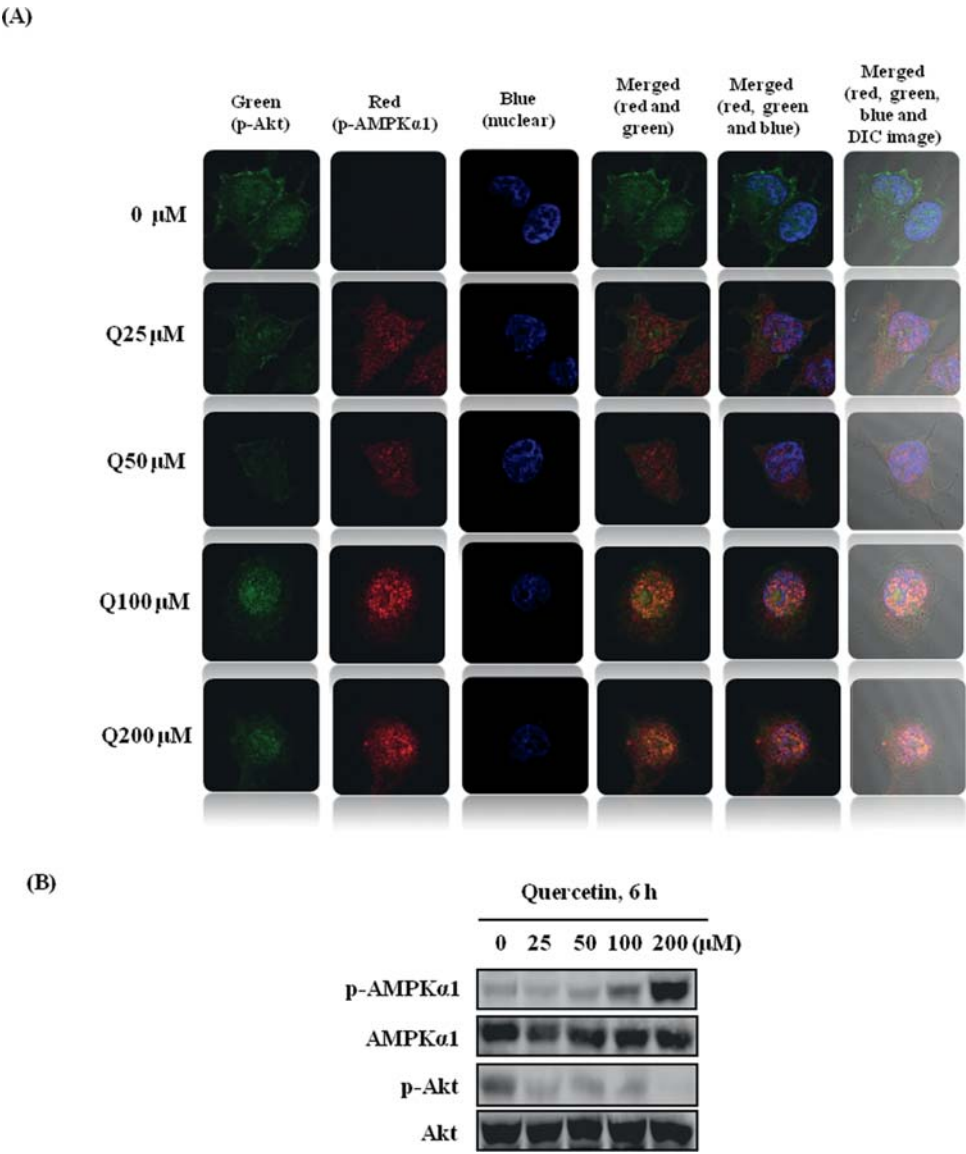 (A)
Green
(p-Akt)
Red
(p-AMPKα1)
Blue
(nuclear)
Merged
(red and
green)
Merged
(red, green
and blue)
Merged
(red, green,
blue and
DIC image)
0 μM
Q25 μM
Q50 μM
Q100 μM
Q200 μM
(B)
Quercetin, 6 h
0 25 50 100 200 (μM)
p-AMPKα1
AMPKα1
p-Akt
Akt